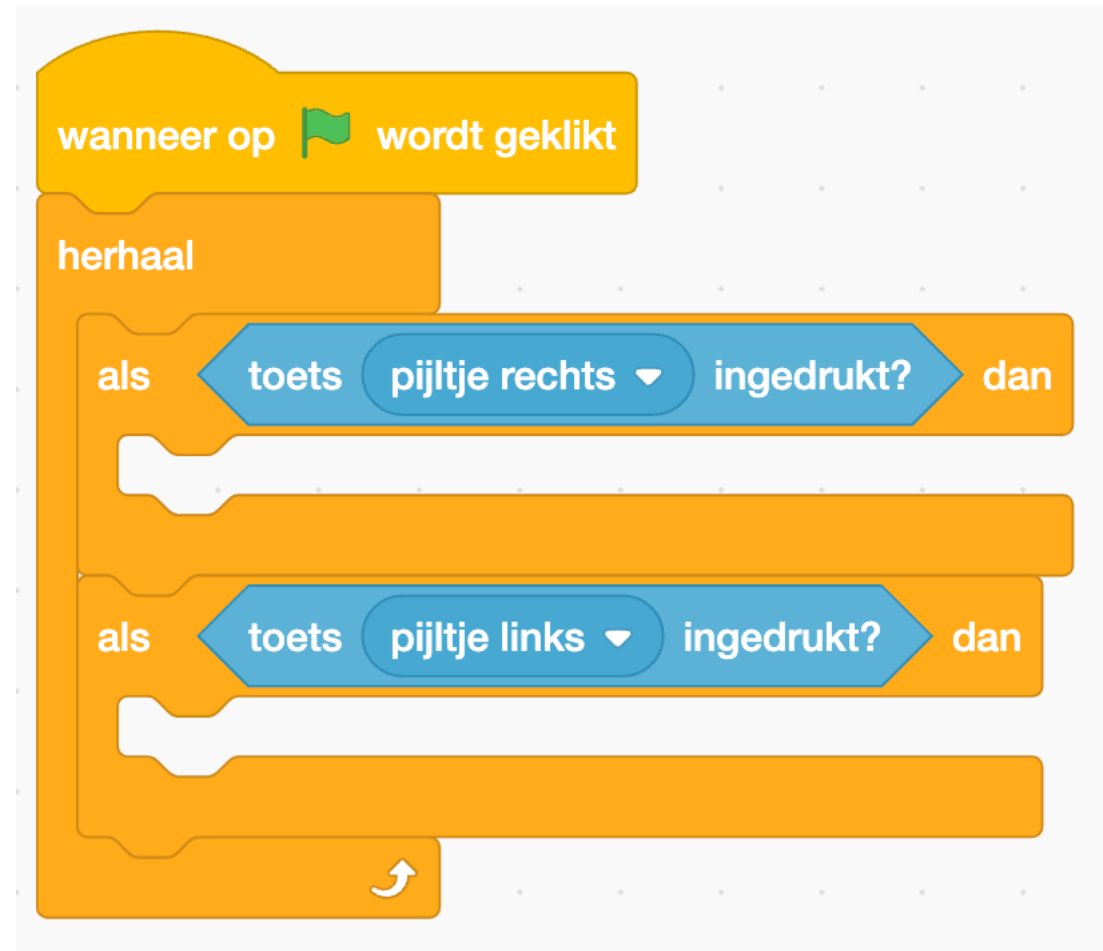 wanneer op wordt geklikt
herhaal
als toets pijltje rechts ingedrukt? dan
als toets pijltje links ingedrukt? dan